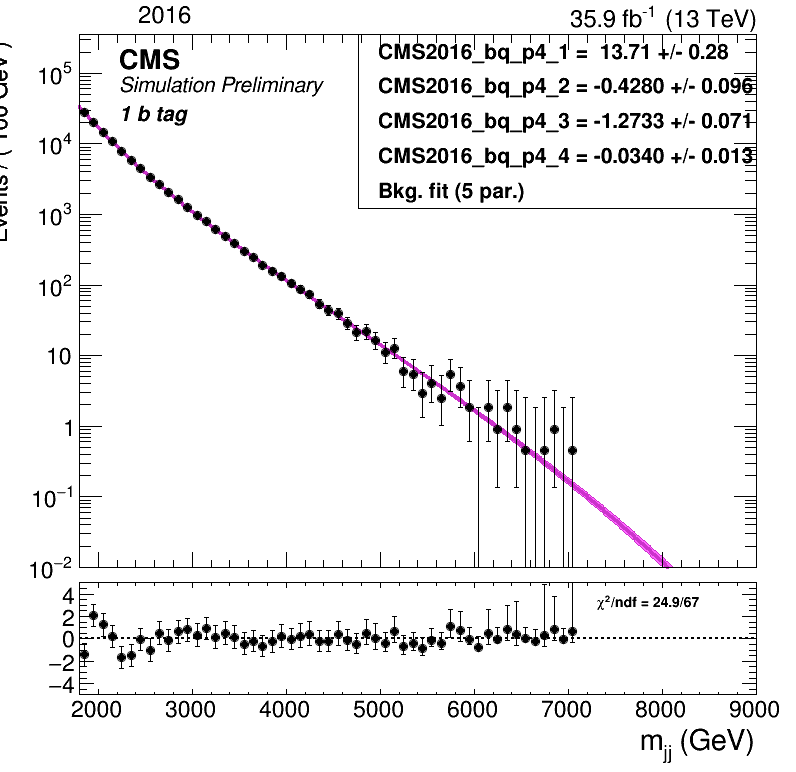 2016
35.9 fb⁻¹ (13 TeV)
CMS
Simulation Preliminary
1 b tag
CMS2016_bq_p4_1 = 13.71 +/- 0.28
CMS2016_bq_p4_2 = -0.4280 +/- 0.096
CMS2016_bq_p4_3 = -1.2733 +/- 0.071
CMS2016_bq_p4_4 = -0.0340 +/- 0.013
Bkg. fit (5 par.)
Events / ( 100 GeV )
10⁵
10⁴
10³
10²
10
1
10⁻¹
10⁻²
χ²/ndf = 24.9/67
4
2
0
−2
−4
2000 3000 4000 5000 6000 7000 8000 9000
m_jj (GeV)